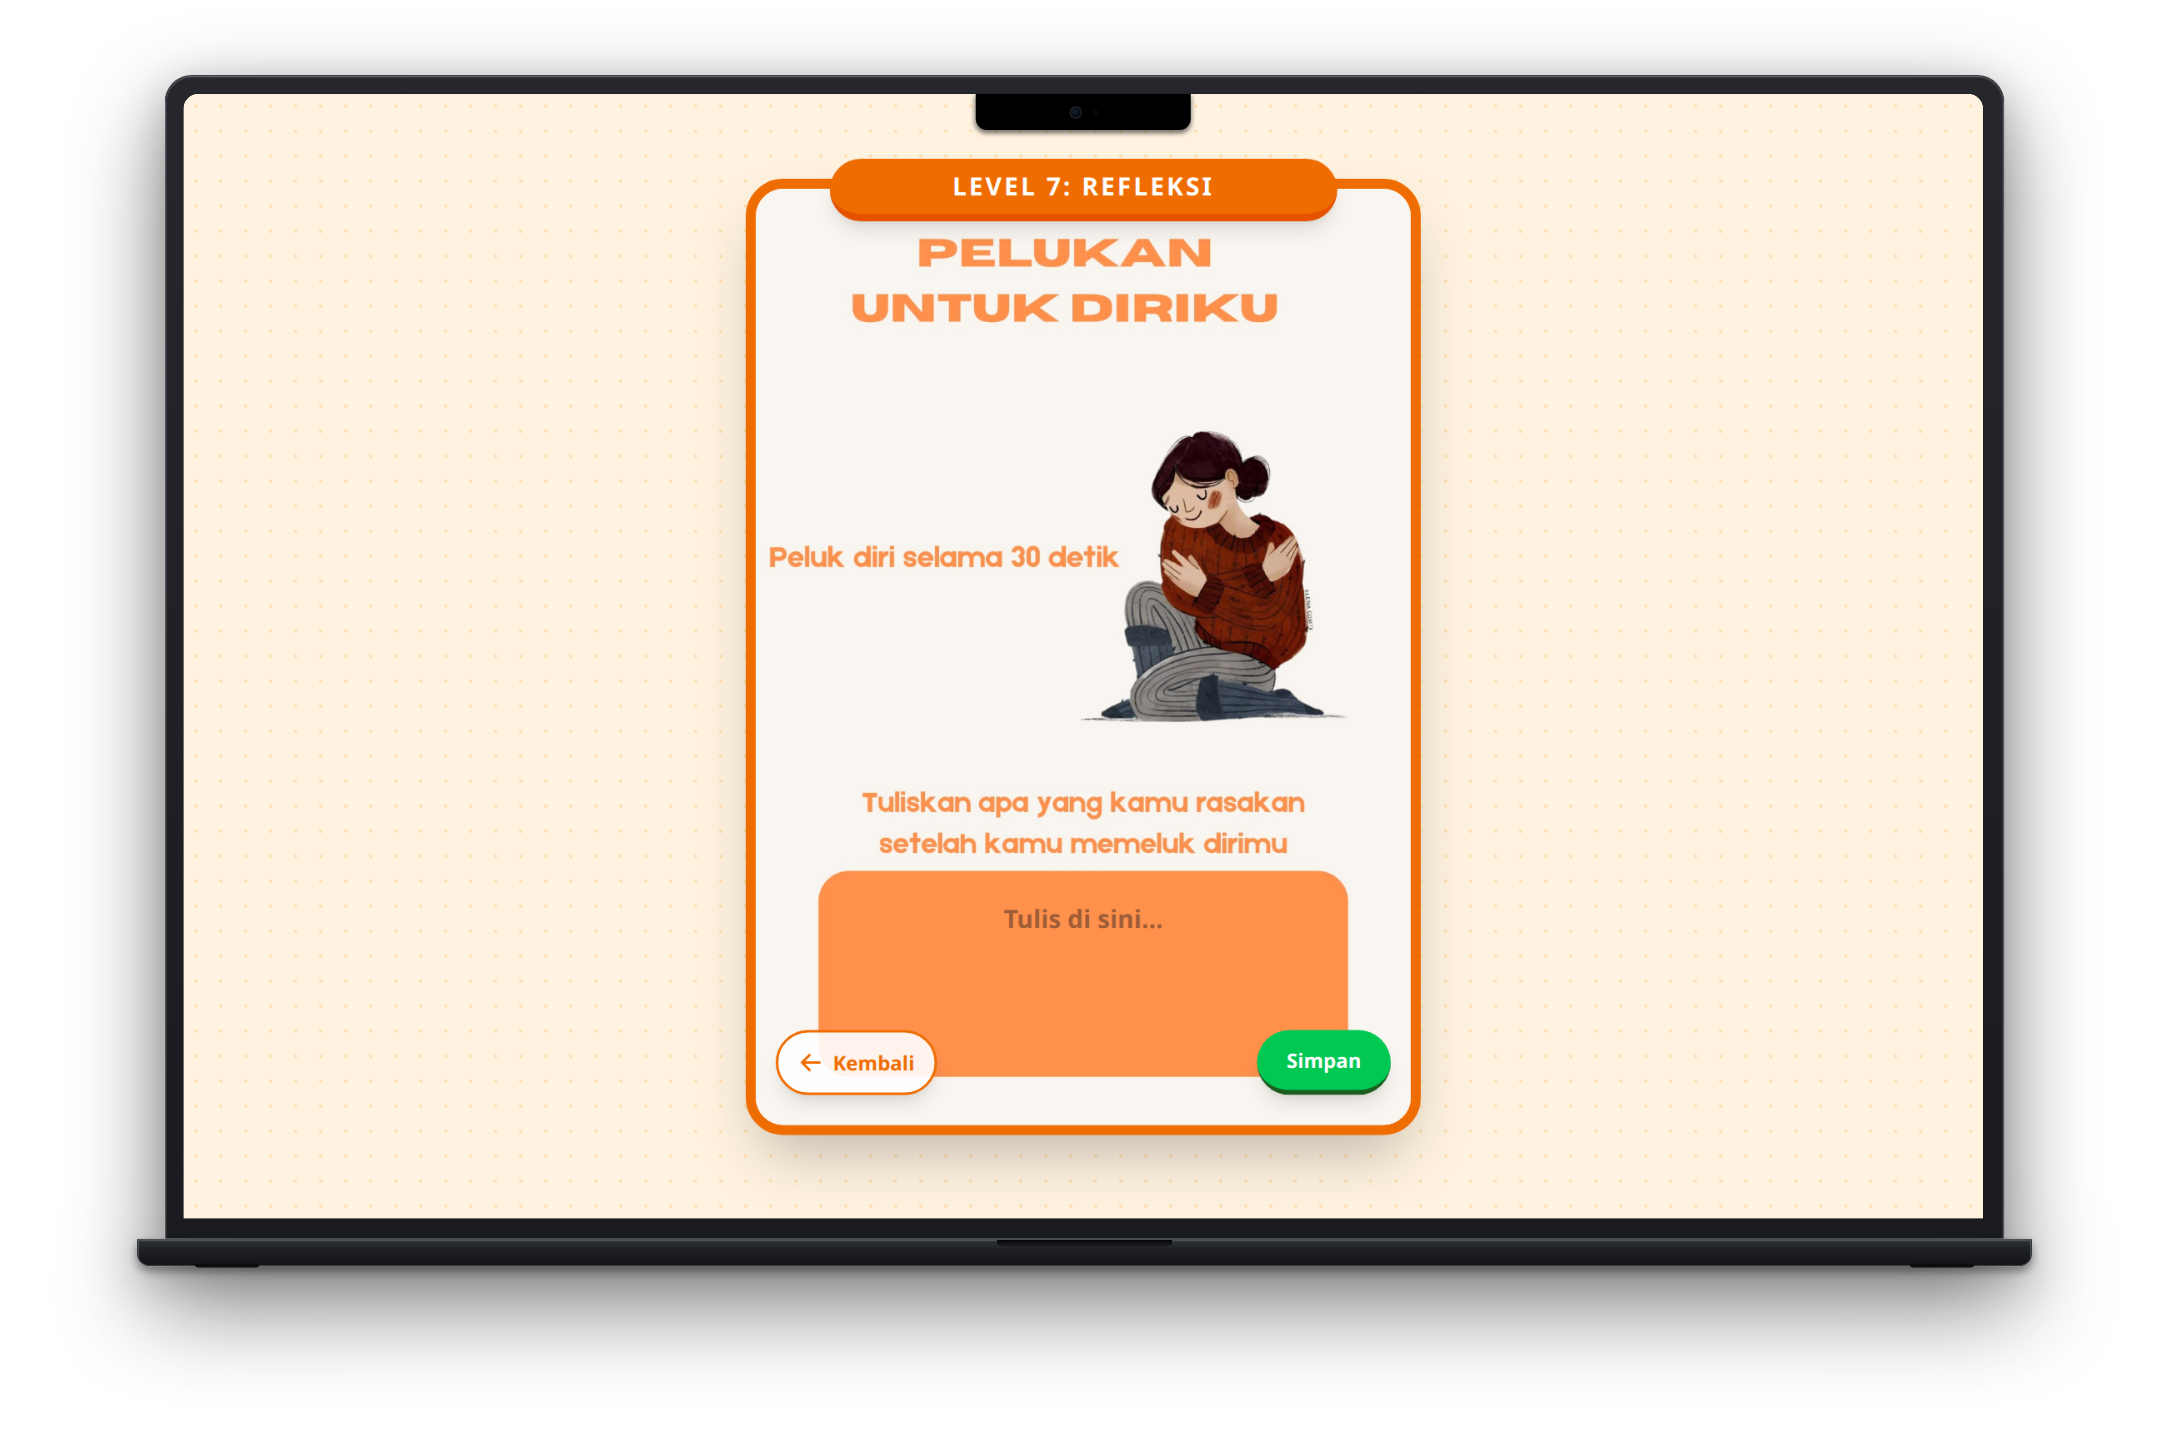 LEVEL 7: REFLEKSI
PELUKAN
UNTUK DIRIKU
Peluk diri selama 30 detik
Tuliskan apa yang kamu rasakan
setelah kamu memeluk dirimu
Tulis di sini...
← Kembali
Simpan